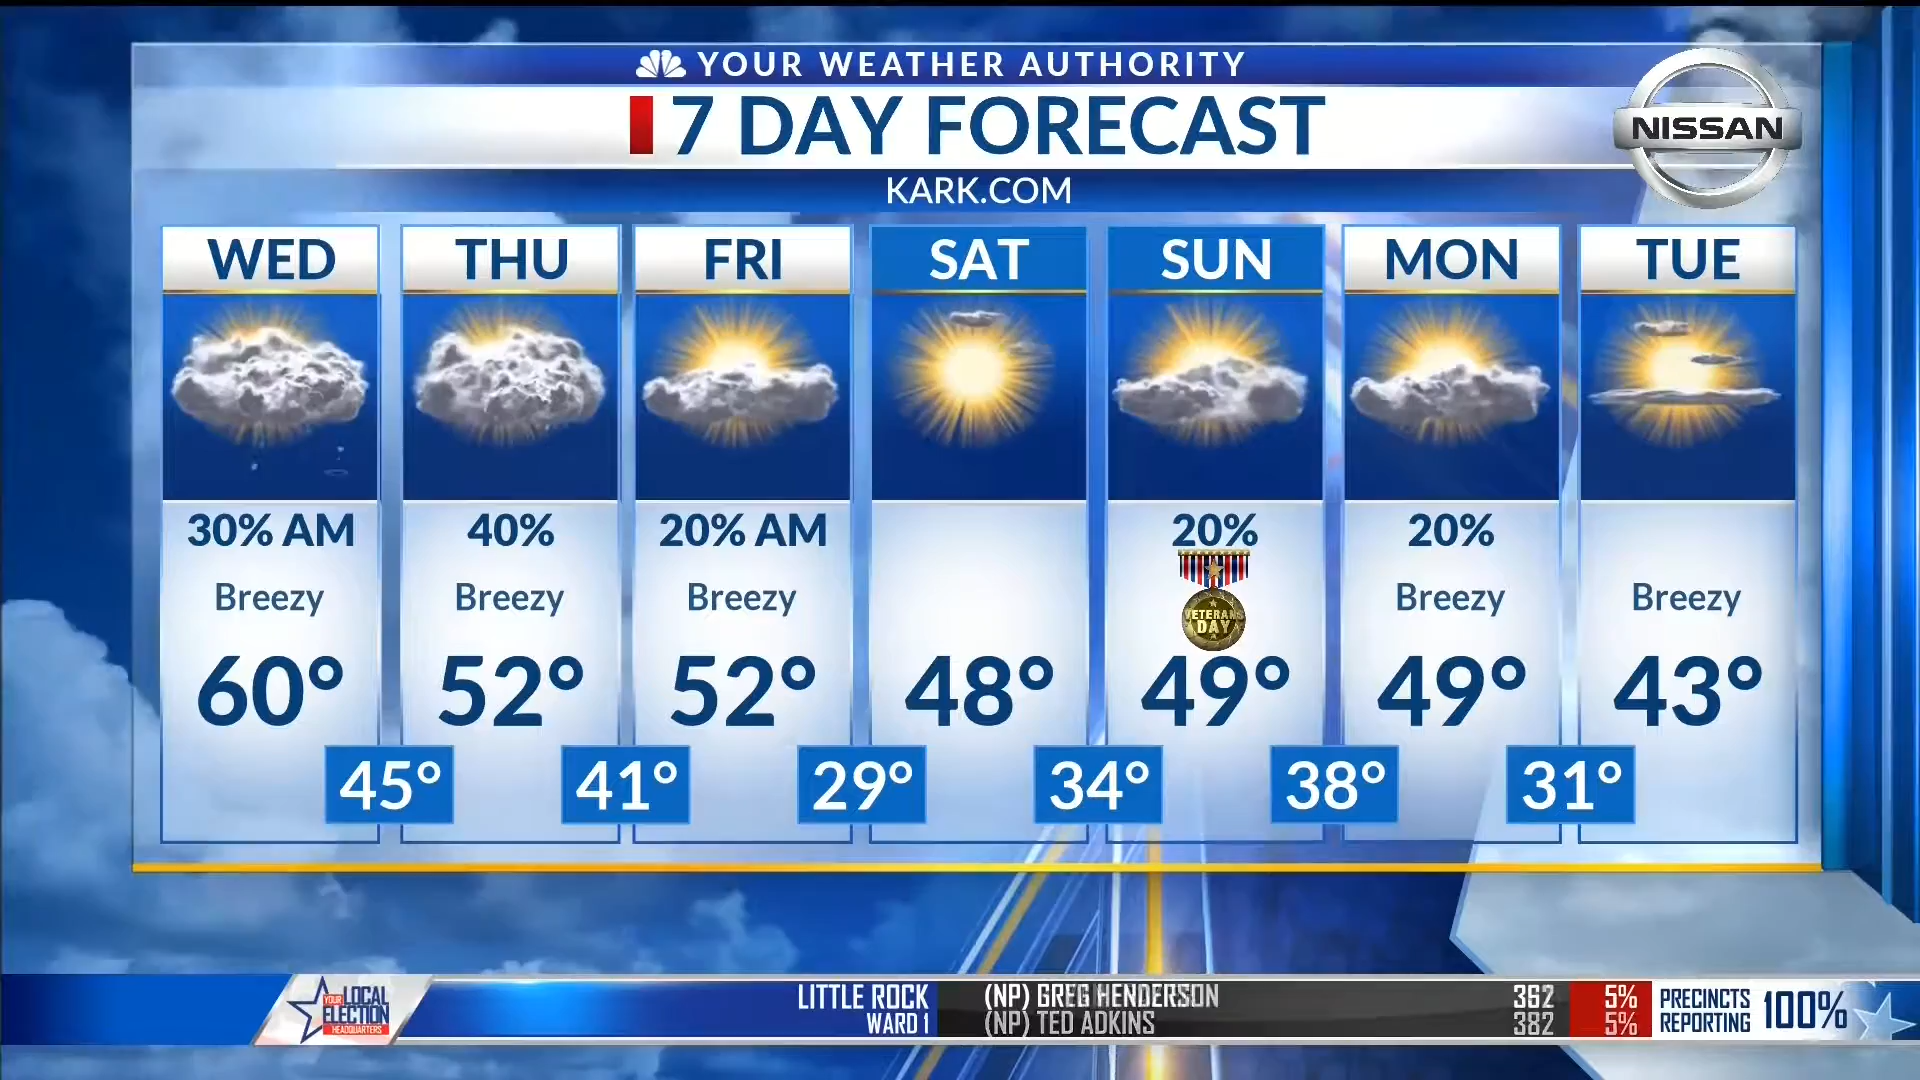 YOUR WEATHER AUTHORITY
7 DAY FORECAST
NISSAN
KARK.COM
WED THU FRI SAT SUN MON TUE
30% AM 40% 20% AM 20% 20%
Breezy Breezy Breezy Breezy Breezy
VETERANS
DAY
60° 52° 52° 48° 49° 49° 43°
45° 41° 29° 34° 38° 31°
YOUR LOCAL
ELECTION
HEADQUARTERS
LITTLE ROCK (NP) GREG HENDERSON 362 5% PRECINCTS
WARD 1 (NP) TED ADKINS 382 5% REPORTING 100%